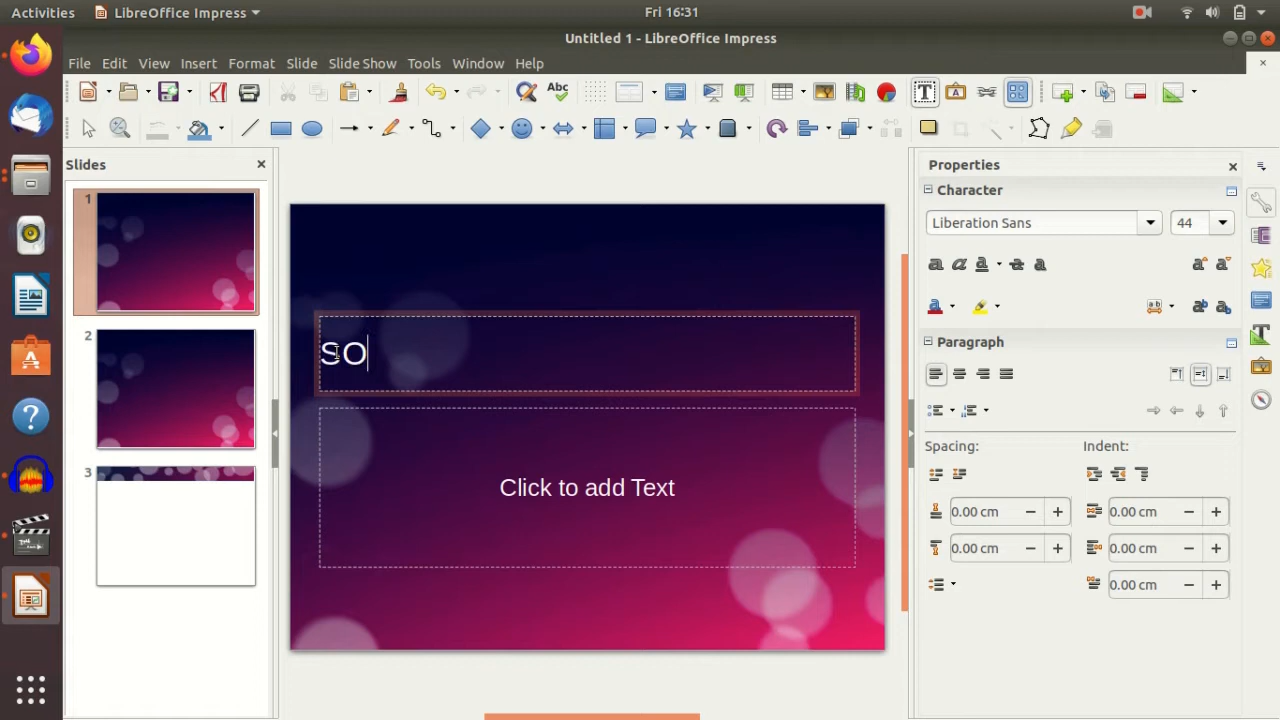 Activities LibreOffice Impress Fri 16:31
Untitled 1 - LibreOffice Impress
File Edit View Insert Format Slide Slide Show Tools Window Help
Slides
1
2
3
SO
Click to add Text
Properties
Character
Liberation Sans 44
Paragraph
Spacing: Indent:
0.00 cm 0.00 cm
0.00 cm 0.00 cm
0.00 cm